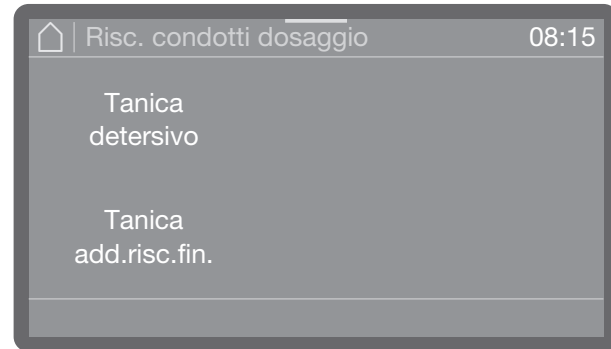 Risc. condotti dosaggio 08:15
Tanica
detersivo
Tanica
add.risc.fin.